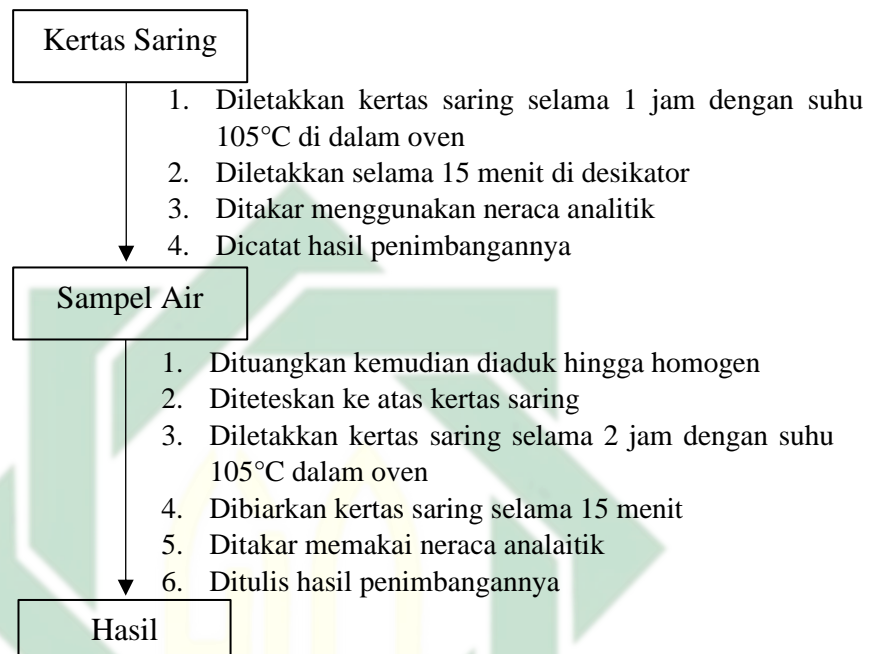 Kertas Saring
1. Diletakkan kertas saring selama 1 jam dengan suhu
105°C di dalam oven
2. Diletakkan selama 15 menit di desikator
3. Ditakar menggunakan neraca analitik
4. Dicatat hasil penimbangannya
Sampel Air
1. Dituangkan kemudian diaduk hingga homogen
2. Diteteskan ke atas kertas saring
3. Diletakkan kertas saring selama 2 jam dengan suhu
105°C dalam oven
4. Dibiarkan kertas saring selama 15 menit
5. Ditakar memakai neraca analaitik
6. Ditulis hasil penimbangannya
Hasil